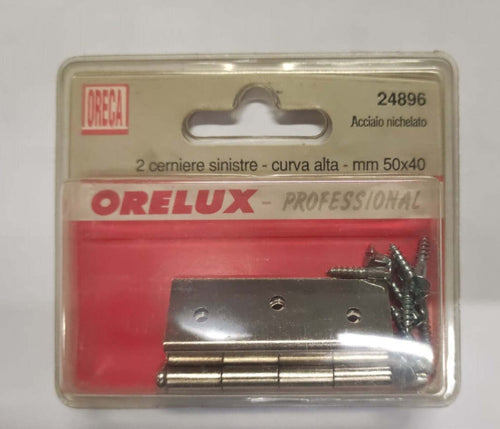 ORECA
24896
Acciaio nichelato
2 cerniere sinistre - curva alta - mm 50x40
ORELUX - PROFESSIONAL